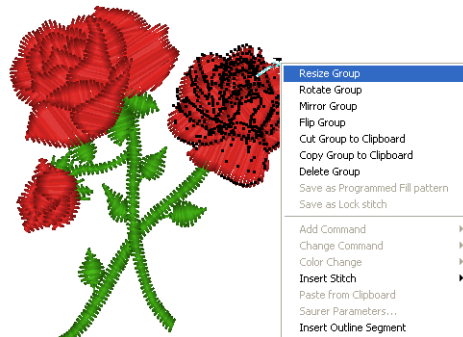 Resize Group
Rotate Group
Mirror Group
Flip Group
Cut Group to Clipboard
Copy Group to Clipboard
Delete Group
Save as Programmed Fill pattern
Save as Lock stitch
Add Command
Change Command
Color Change
Insert Stitch
Paste from Clipboard
Saurer Parameters...
Insert Outline Segment